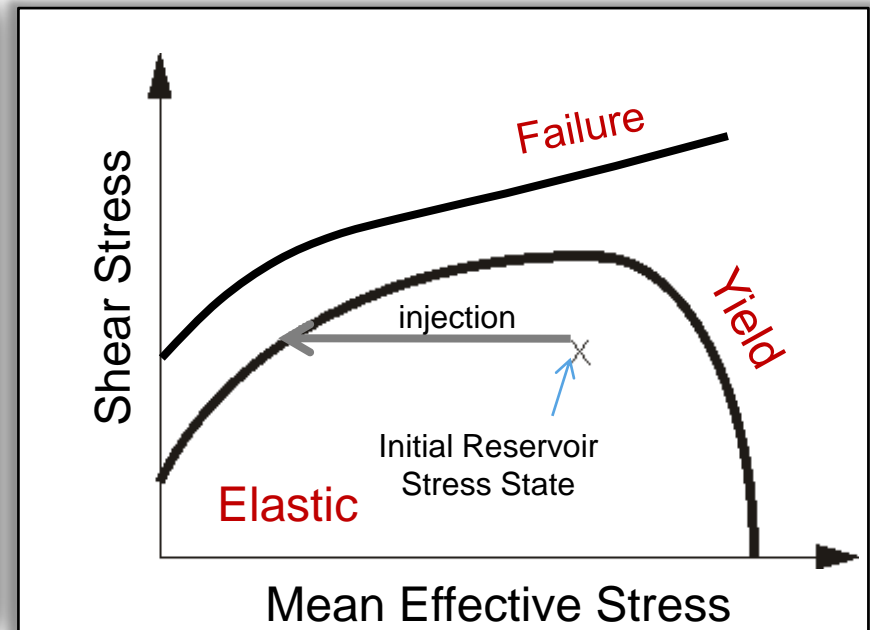 Failure
Shear Stress
Yield
injection
X
Initial Reservoir
Stress State
Elastic
Mean Effective Stress